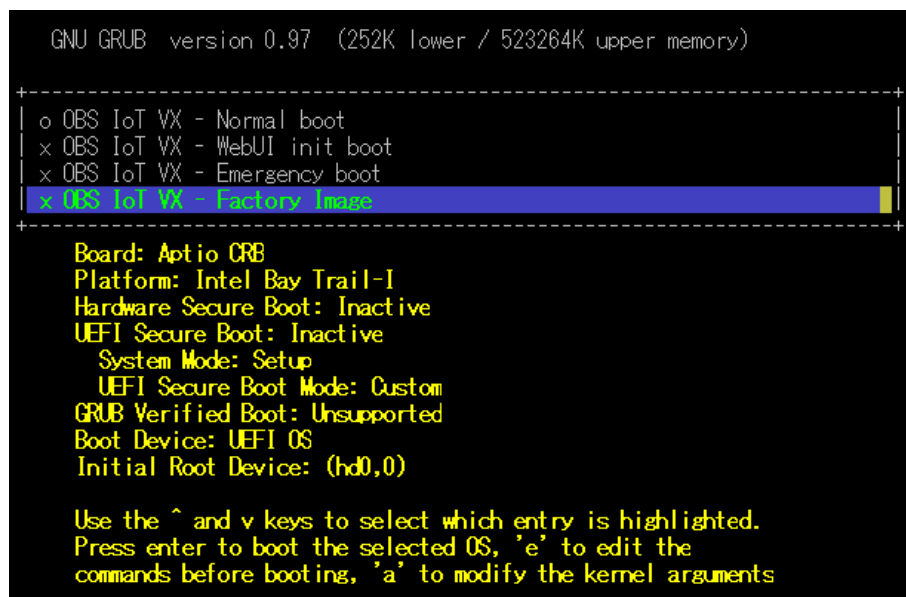 GNU GRUB  version 0.97  (252K lower / 523264K upper memory)
+-------------------------------------------------------------------------+
| o OBS IoT VX - Normal boot |
| x OBS IoT VX - WebUI init boot |
| x OBS IoT VX - Emergency boot |
| x OBS IoT VX - Factory Image |
+-------------------------------------------------------------------------+
Board: Aptio CRB
Platform: Intel Bay Trail-I
Hardware Secure Boot: Inactive
UEFI Secure Boot: Inactive
System Mode: Setup
UEFI Secure Boot Mode: Custom
GRUB Verified Boot: Unsupported
Boot Device: UEFI OS
Initial Root Device: (hd0,0)
Use the ^ and v keys to select which entry is highlighted.
Press enter to boot the selected OS, 'e' to edit the
commands before booting, 'a' to modify the kernel arguments